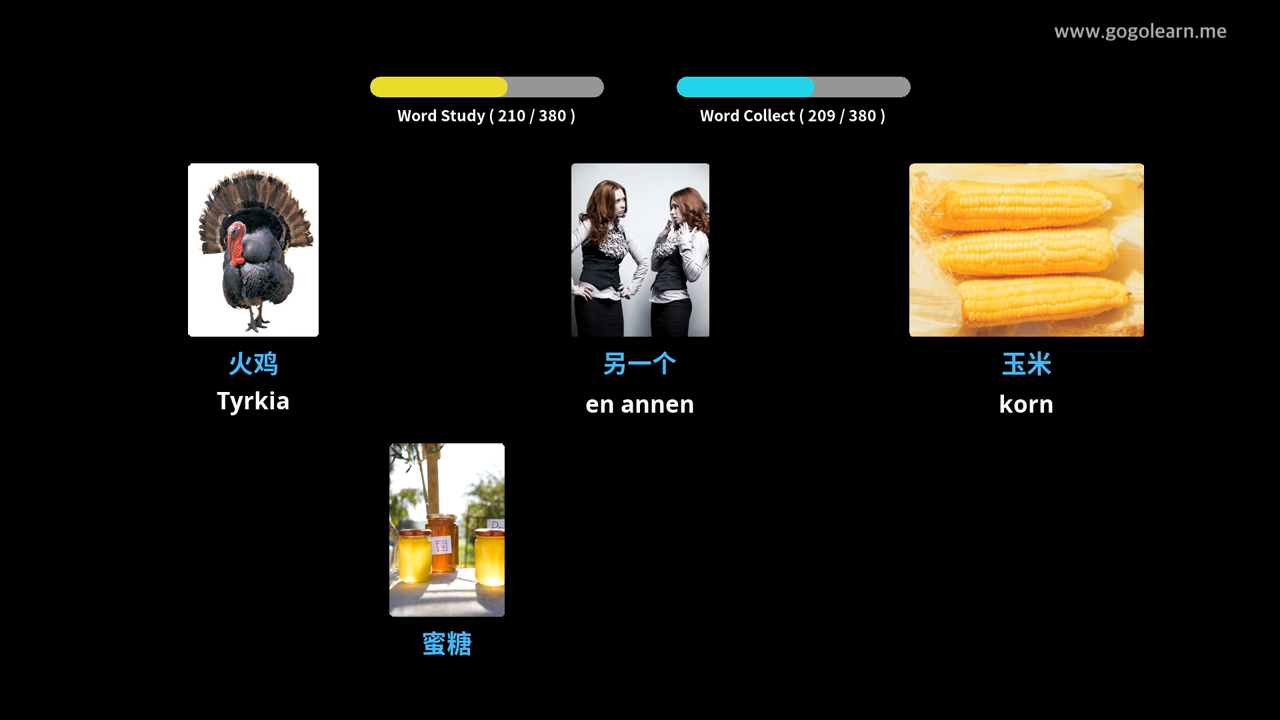 www.gogolearn.me
Word Study ( 210 / 380 )
Word Collect ( 209 / 380 )
火鸡
Tyrkia
另一个
en annen
玉米
korn
蜜糖